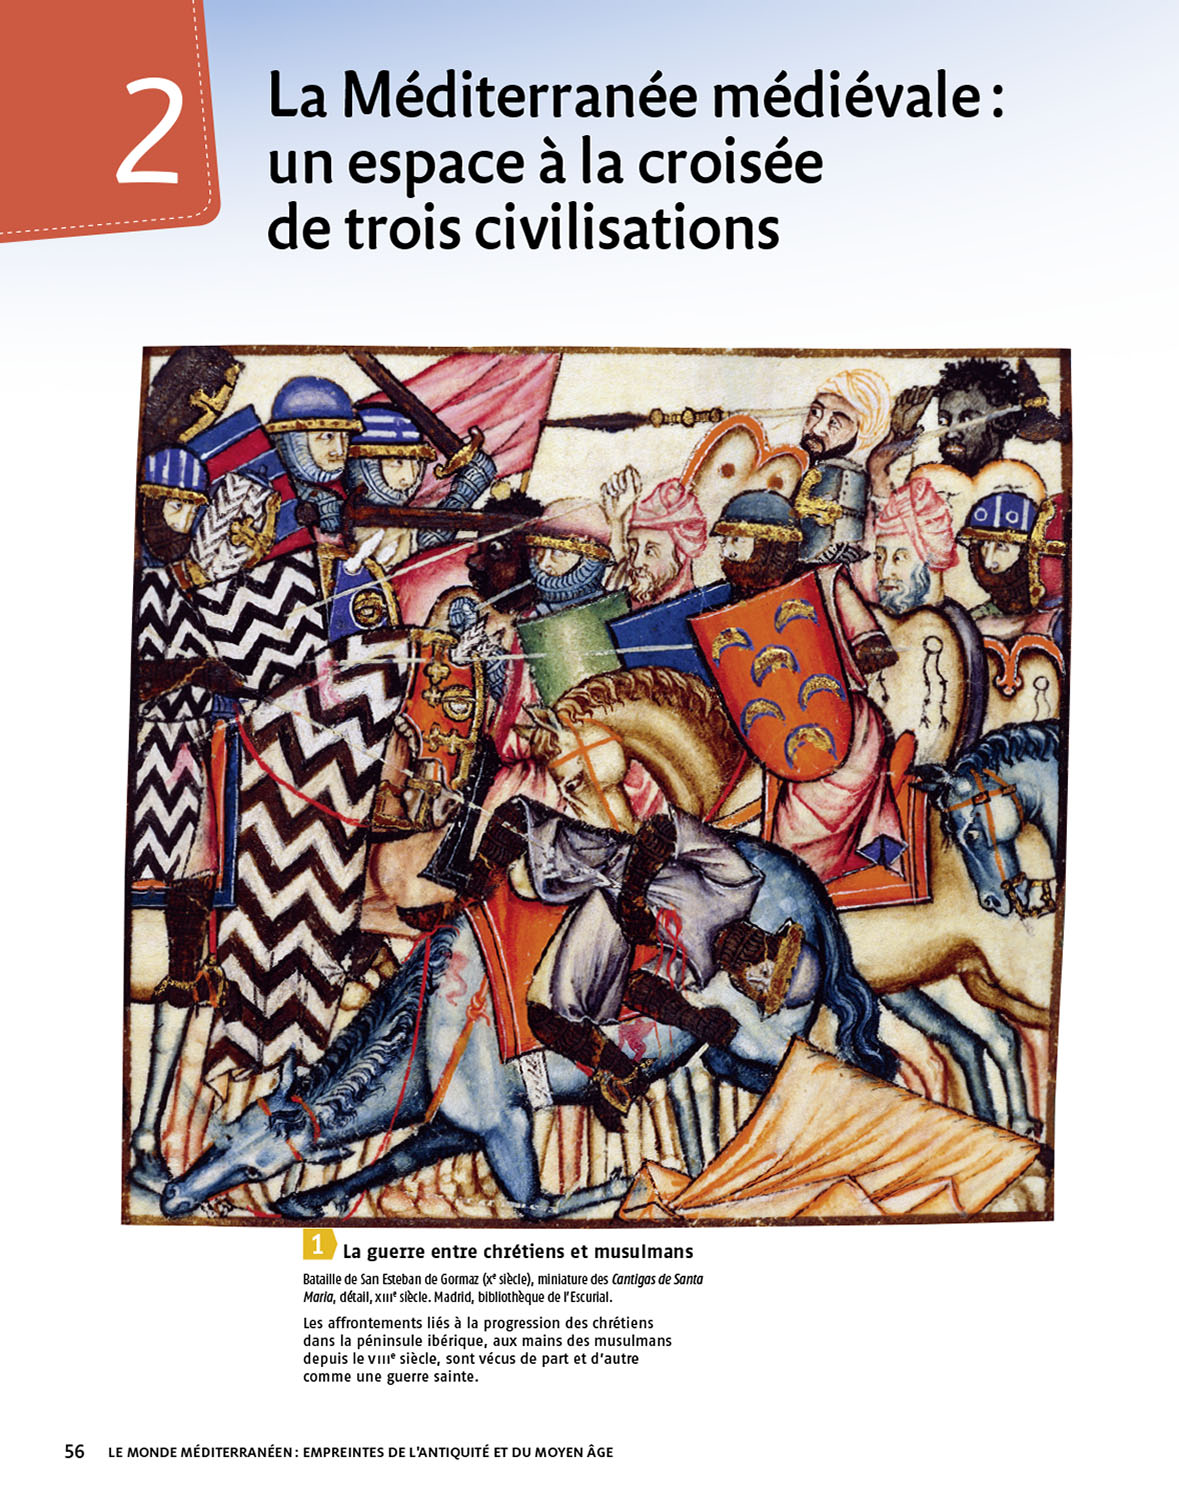 2
La Méditerranée médiévale :
un espace à la croisée
de trois civilisations
1 La guerre entre chrétiens et musulmans
Bataille de San Esteban de Gormaz (Xe siècle), miniature des Cantigas de Santa
Maria, détail, XIIIe siècle. Madrid, bibliothèque de l'Escurial.
Les affrontements liés à la progression des chrétiens
dans la péninsule ibérique, aux mains des musulmans
depuis le VIIIe siècle, sont vécus de part et d'autre
comme une guerre sainte.
56 LE MONDE MÉDITERRANÉEN : EMPREINTES DE L'ANTIQUITÉ ET DU MOYEN ÂGE